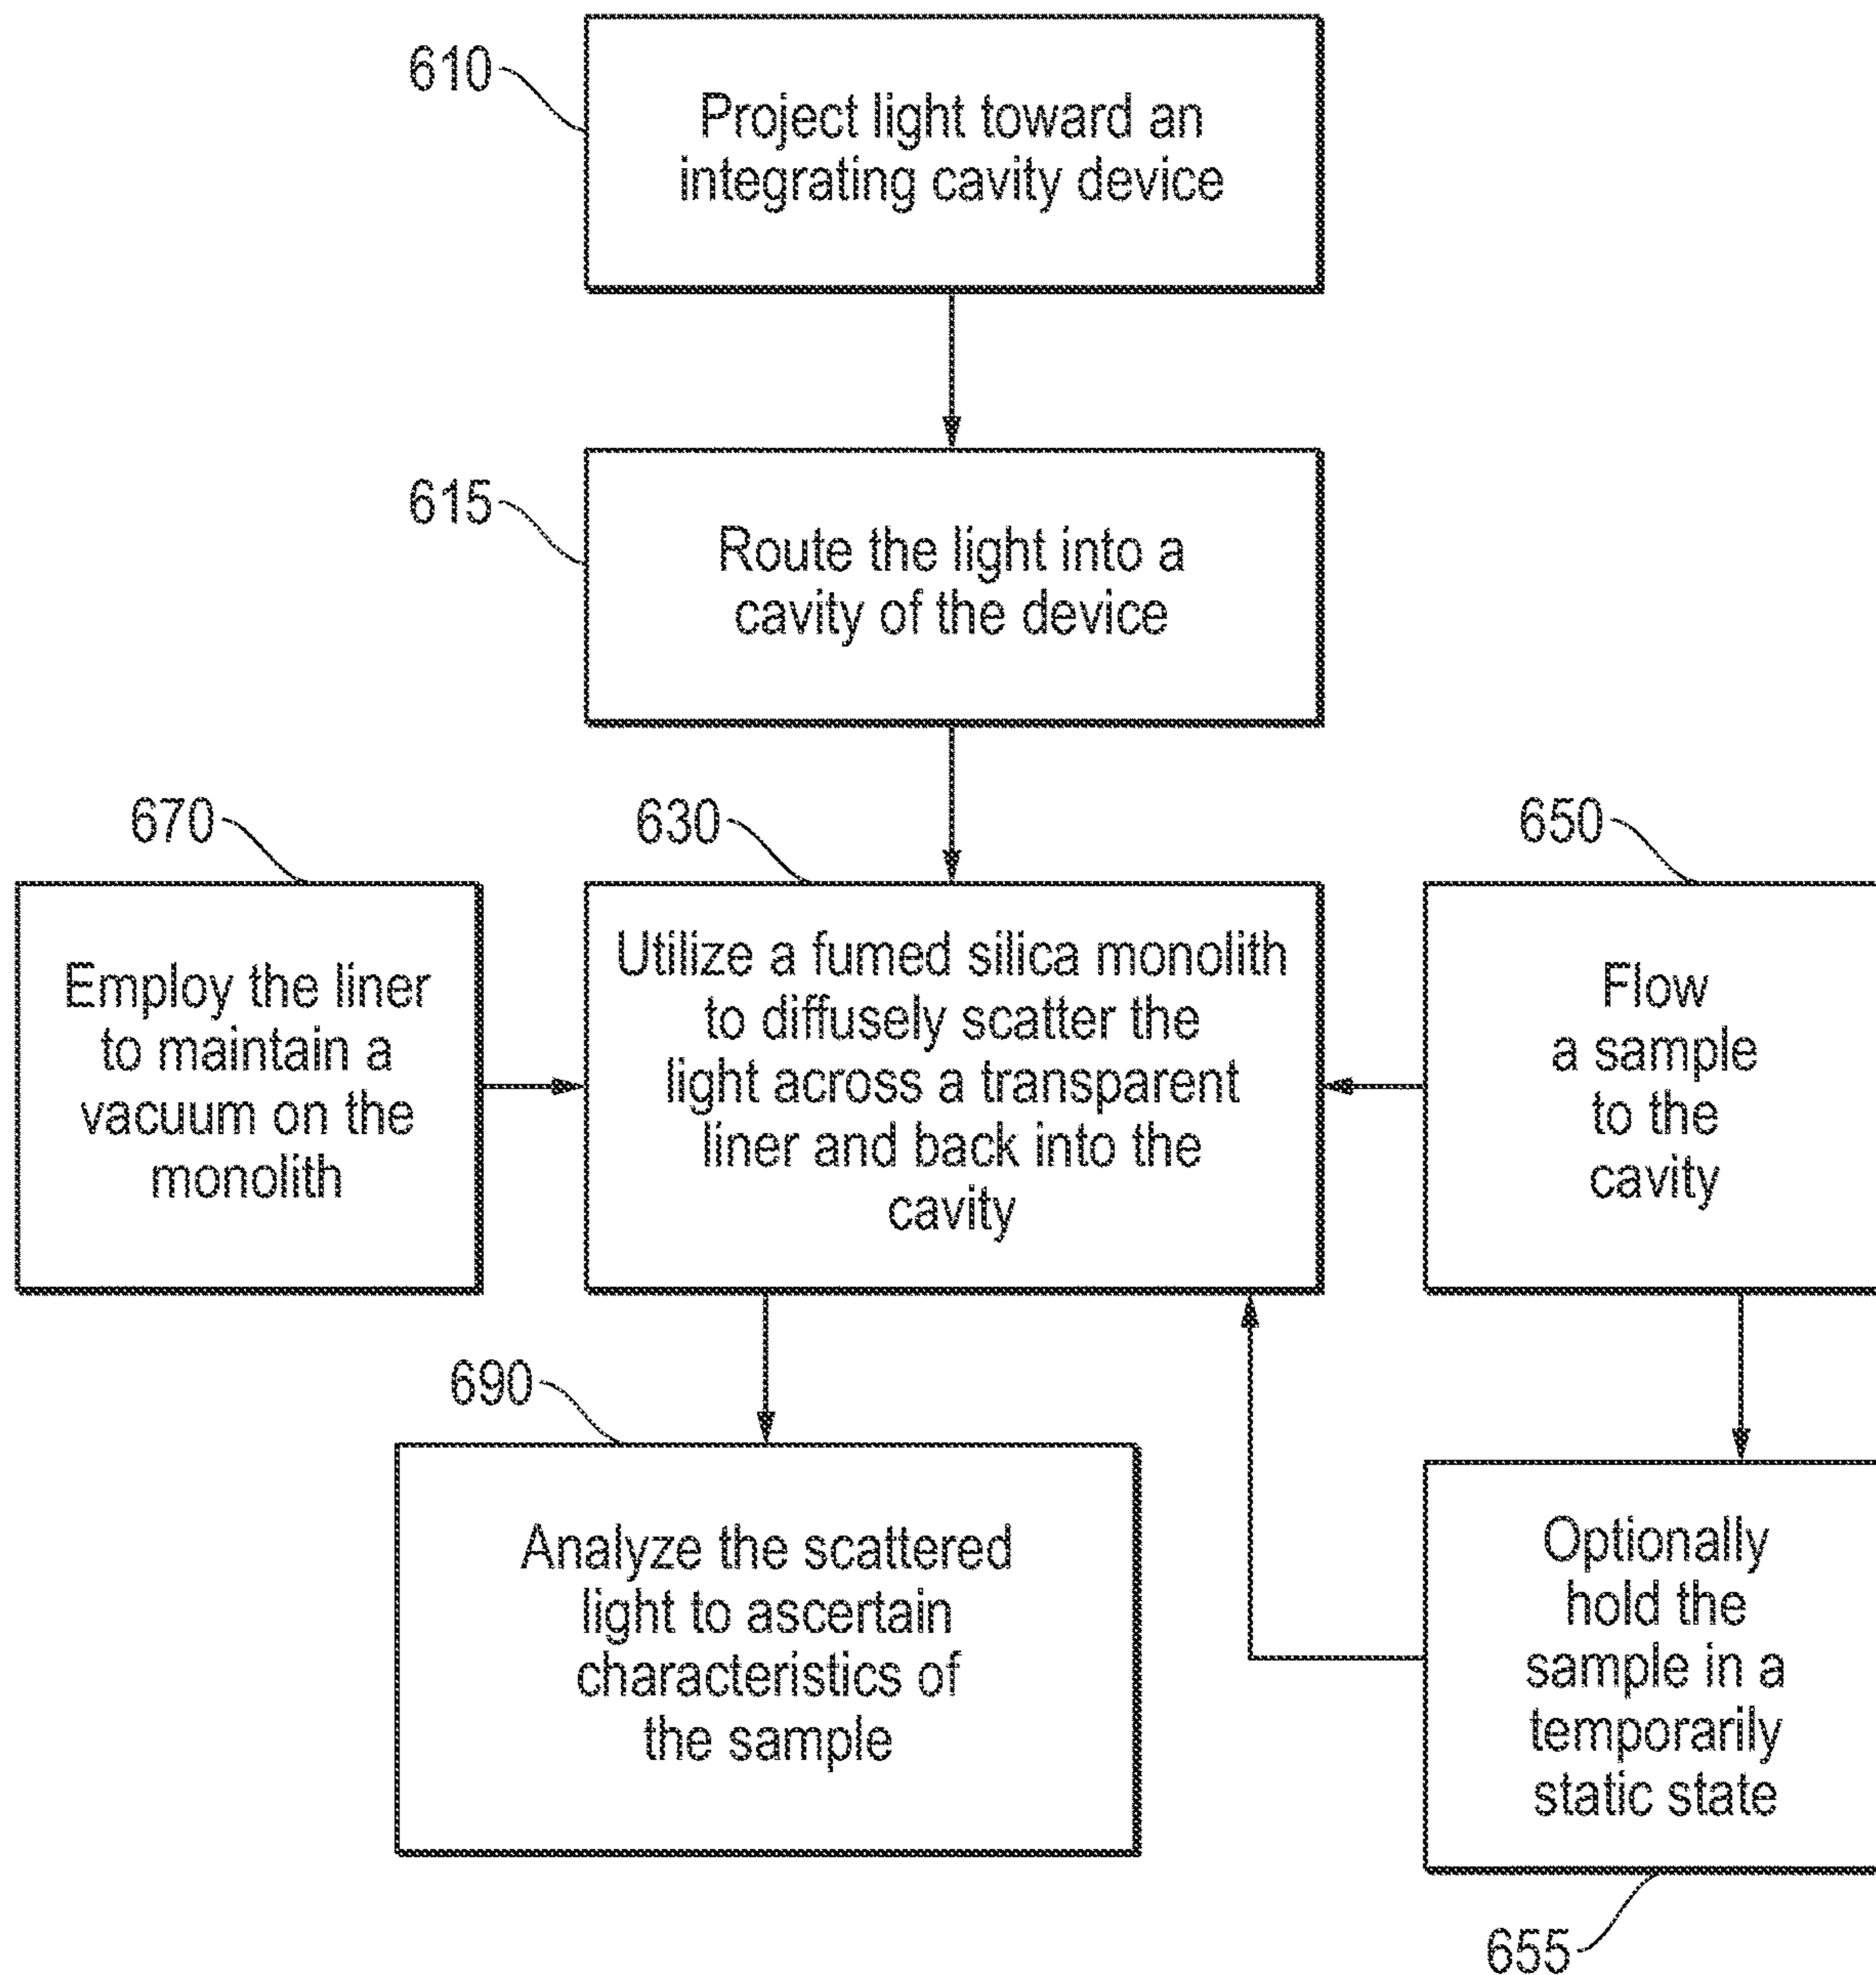 610
Project light toward an
integrating cavity device
615
Route the light into a
cavity of the device
670
Employ the liner
to maintain a
vacuum on the
monolith
630
Utilize a fumed silica monolith
to diffusely scatter the
light across a transparent
liner and back into the
cavity
650
Flow
a sample
to the
cavity
690
Analyze the scattered
light to ascertain
characteristics of
the sample
Optionally
hold the
sample in a
temporarily
static state
655